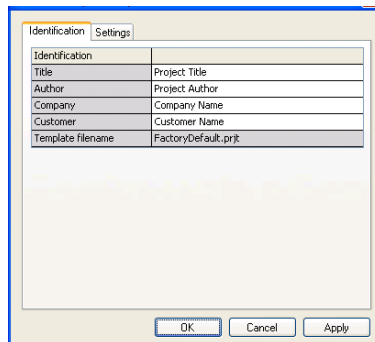 Identification Settings
Identification
Title Project Title
Author Project Author
Company Company Name
Customer Customer Name
Template filename FactoryDefault.prjt
OK Cancel Apply